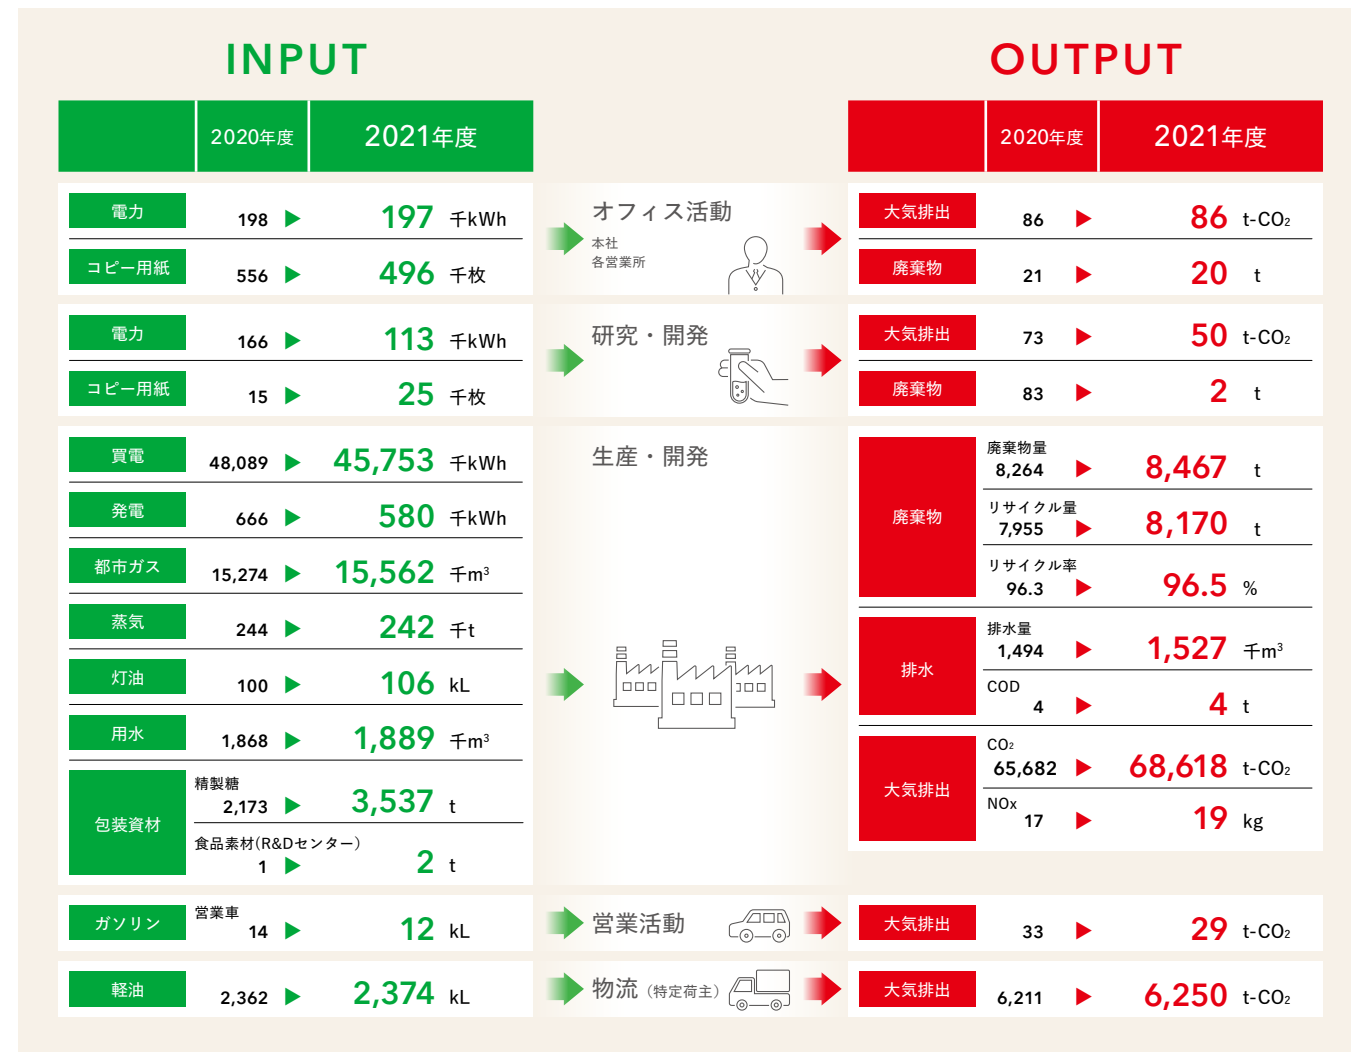 INPUT
2020年度 2021年度
電力 198 ▶ 197 千kWh
コピー用紙 556 ▶ 496 千枚
電力 166 ▶ 113 千kWh
コピー用紙 15 ▶ 25 千枚
買電 48,089 ▶ 45,753 千kWh
発電 666 ▶ 580 千kWh
都市ガス 15,274 ▶ 15,562 千m³
蒸気 244 ▶ 242 千t
灯油 100 ▶ 106 kL
用水 1,868 ▶ 1,889 千m³
包装資材
精製糖
2,173 ▶ 3,537 t
食品素材(R&Dセンター)
1 ▶ 2 t
ガソリン
営業車
14 ▶ 12 kL
軽油 2,362 ▶ 2,374 kL
オフィス活動
本社
各営業所
研究・開発
生産・開発
営業活動
物流（特定荷主）
OUTPUT
2020年度 2021年度
大気排出 86 ▶ 86 t-CO₂
廃棄物 21 ▶ 20 t
大気排出 73 ▶ 50 t-CO₂
廃棄物 83 ▶ 2 t
廃棄物
廃棄物量
8,264 ▶ 8,467 t
リサイクル量
7,955 ▶ 8,170 t
リサイクル率
96.3 ▶ 96.5 %
排水
排水量
1,494 ▶ 1,527 千m³
COD
4 ▶ 4 t
大気排出
CO₂
65,682 ▶ 68,618 t-CO₂
NOx
17 ▶ 19 kg
大気排出 33 ▶ 29 t-CO₂
大気排出 6,211 ▶ 6,250 t-CO₂